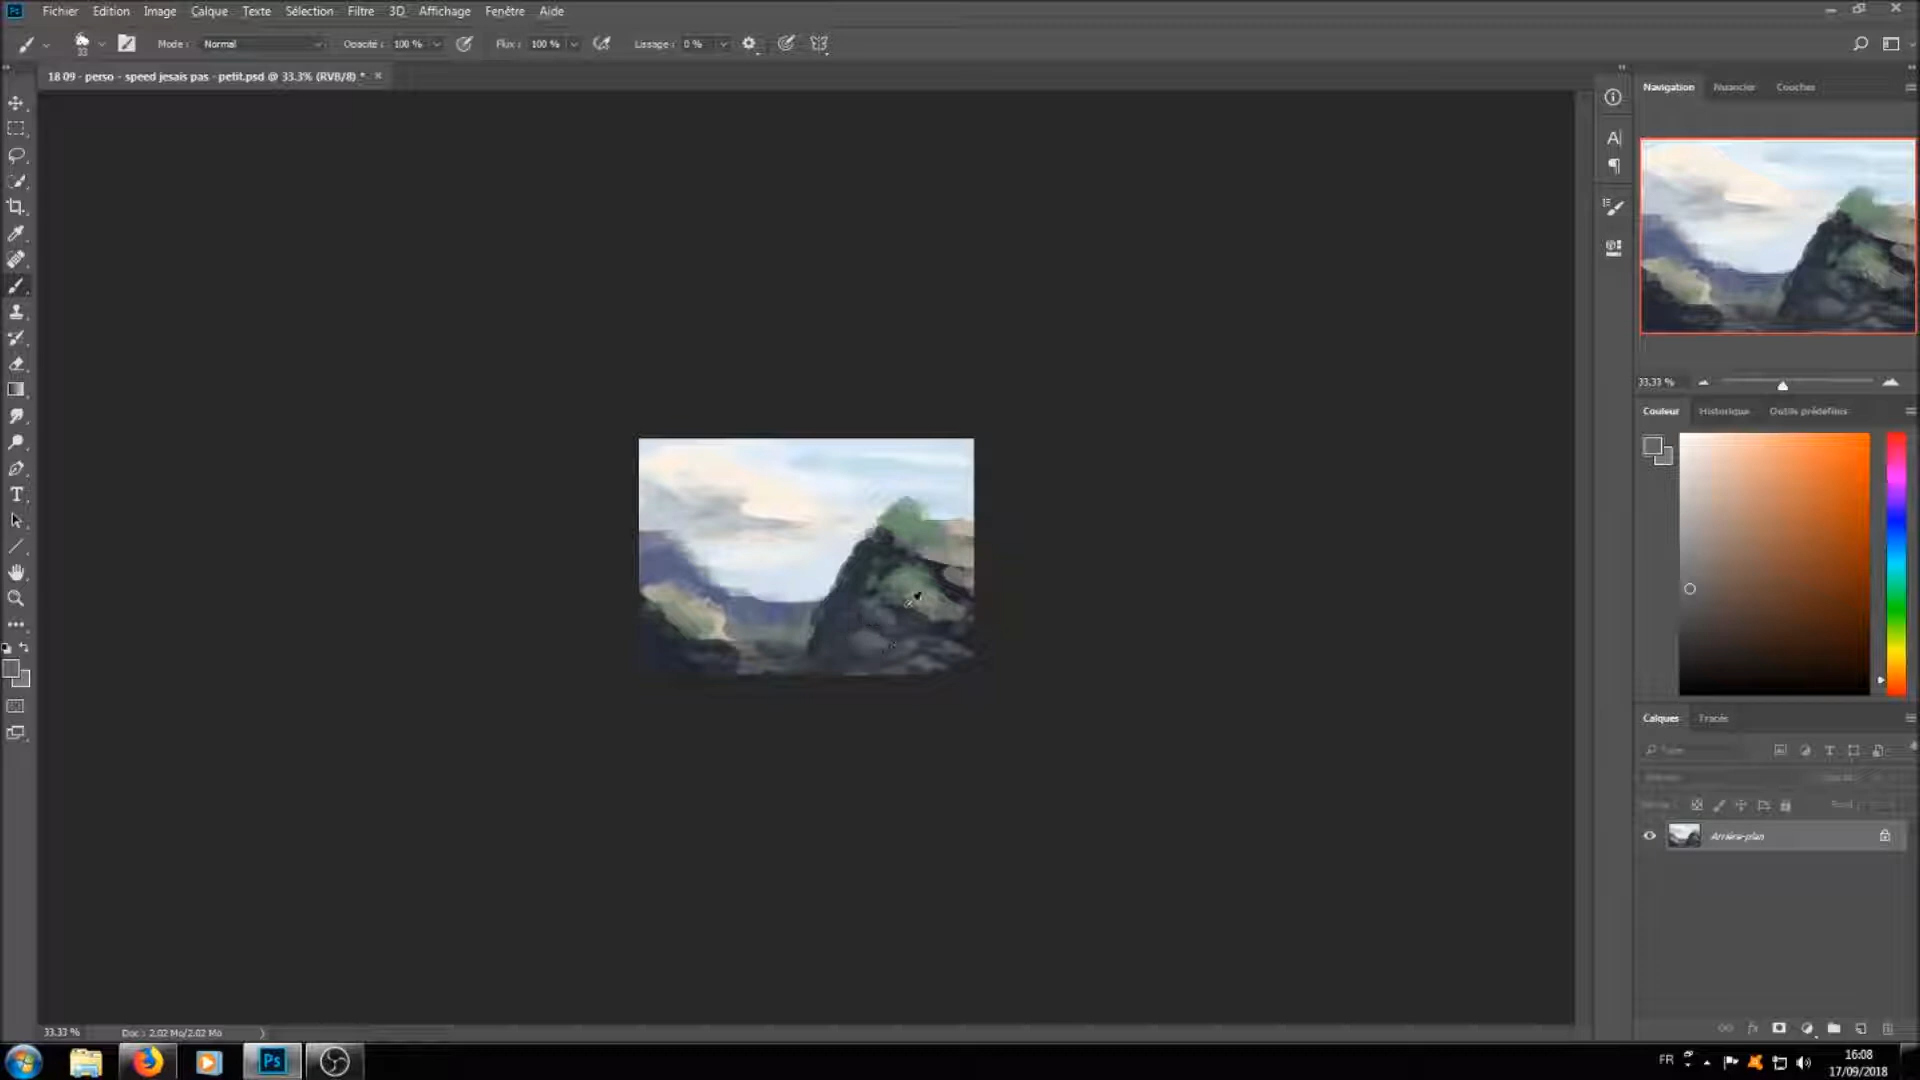 Ps Fichier Edition Image Calque Texte Sélection Filtre 3D Affichage Fenêtre Aide
33 Mode : Normal Opacité : 100 % Flux : 100 % Lissage : 0 %
18 09 - perso - speed jesais pas - petit.psd @ 33.3% (RVB/8) * ×
Navigation Nuancier Couches
33.33 %
Couleur Historique Outils prédéfinis
Calques Tracés
Arrière-plan
33.33 % Doc : 2.02 Mo/2.02 Mo
Ps FR 16:08
17/09/2018